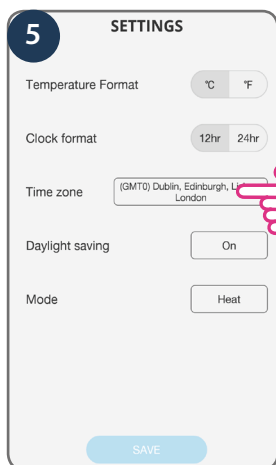 5
SETTINGS
Temperature Format °C °F
Clock format 12hr 24hr
Time zone (GMT0) Dublin, Edinburgh,
London
Daylight saving On
Mode Heat
SAVE